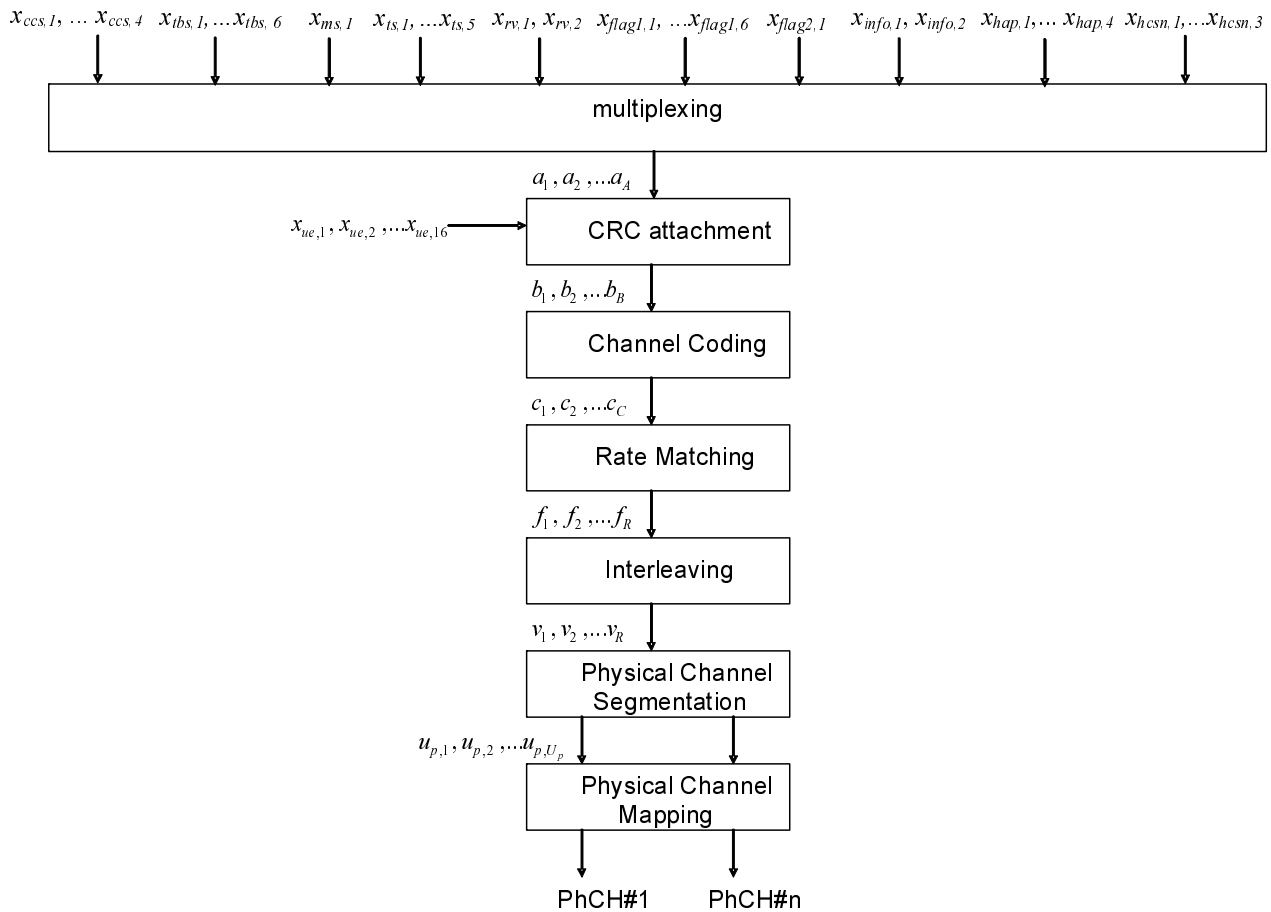 x_ccs,1, ... x_ccs,4 x_tbs,1, ...x_tbs,6 x_ms,1 x_ts,1, ...x_ts,5 x_rv,1, x_rv,2 x_flag1,1, ...x_flag1,6 x_flag2,1 x_info,1, x_info,2 x_hap,1,... x_hap,4 x_hcsn,1,...x_hcsn,3
multiplexing
a_1, a_2, ...a_A
CRC attachment
x_ue,1, x_ue,2, ...x_ue,16
b_1, b_2, ...b_B
Channel Coding
c_1, c_2, ...c_C
Rate Matching
f_1, f_2, ...f_R
Interleaving
v_1, v_2, ...v_R
Physical Channel
Segmentation
u_p,1, u_p,2, ...u_p,U_p
Physical Channel
Mapping
PhCH#1 PhCH#n